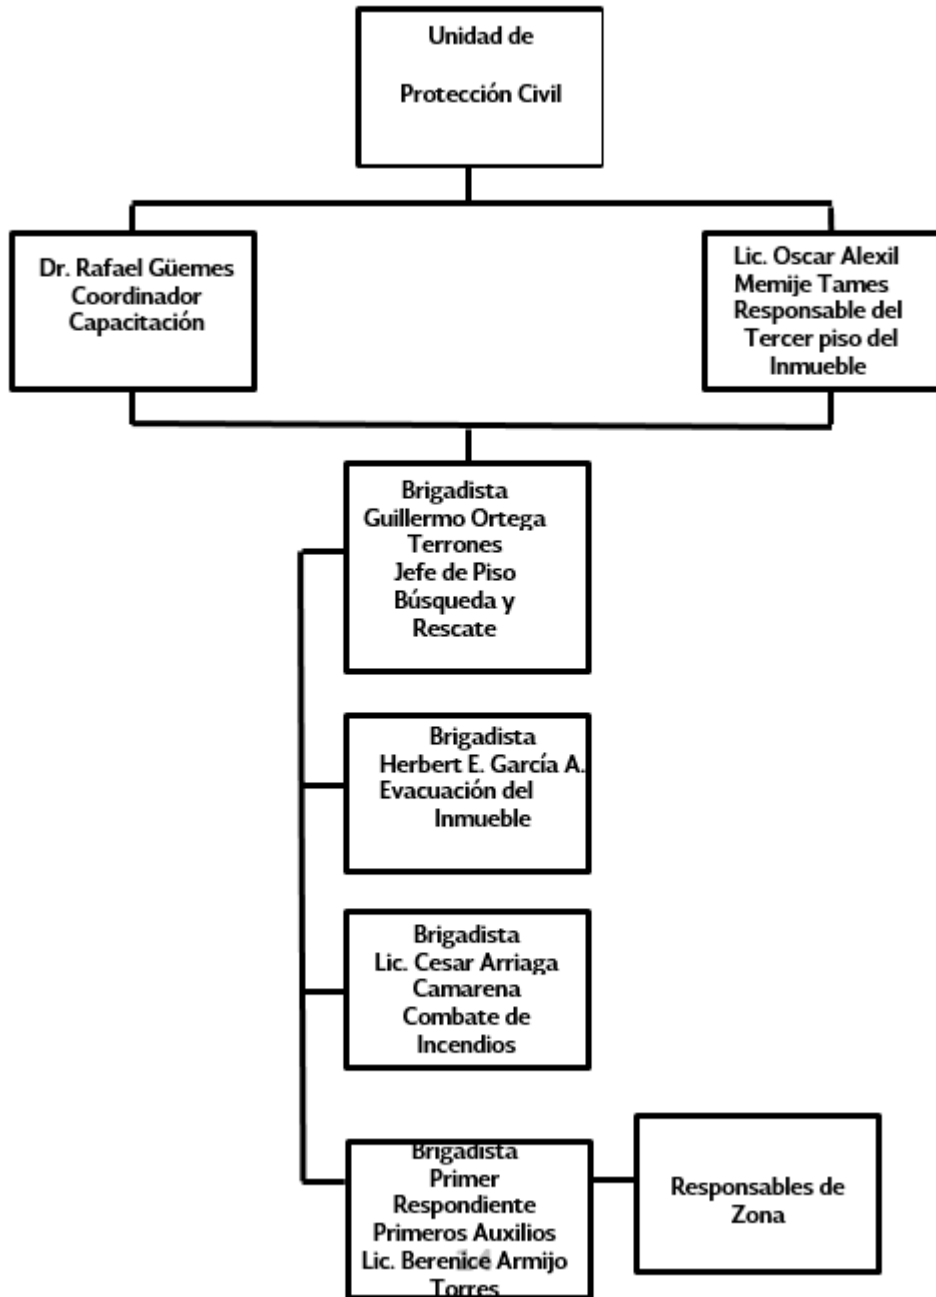 Unidad de
Protección Civil
Dr. Rafael Güemes
Coordinador
Capacitación
Lic. Oscar Alexil
Memije Tames
Responsable del
Tercer piso del
Inmueble
Brigadista
Guillermo Ortega
Terrones
Jefe de Piso
Búsqueda y
Rescate
Brigadista
Herbert E. García A.
Evacuación del
Inmueble
Brigadista
Lic. Cesar Arriaga
Camarena
Combate de
Incendios
Brigadista
Primer
Respondiente
Primeros Auxilios
Lic. Berenice Armijo
Torres
Responsables de
Zona